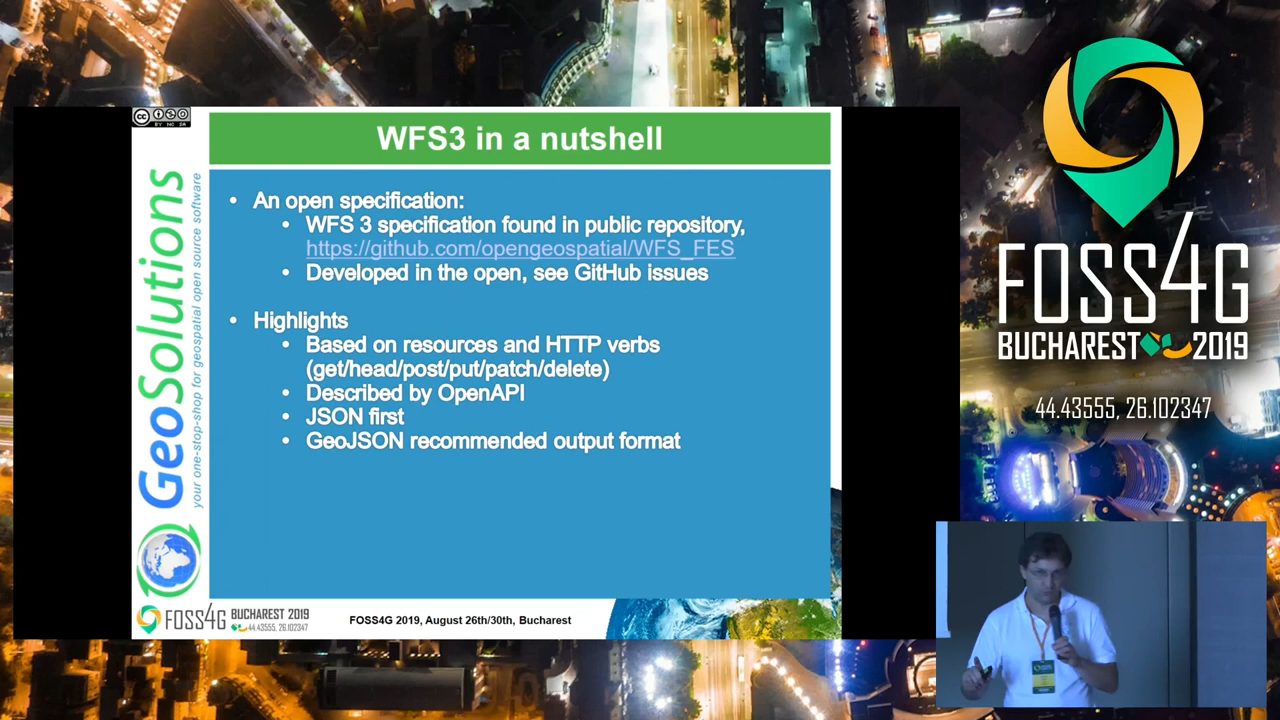 WFS3 in a nutshell
• An open specification:
• WFS 3 specification found in public repository,
https://github.com/opengeospatial/WFS_FES
• Developed in the open, see GitHub issues
• Highlights
• Based on resources and HTTP verbs
(get/head/post/put/patch/delete)
• Described by OpenAPI
• JSON first
• GeoJSON recommended output format
GeoSolutions
your one-stop-shop for geospatial open source software
cc
BY NC SA
FOSS4G
BUCHAREST 2019
44.43555, 26.102347
FOSS4G 2019, August 26th/30th, Bucharest
FOSS4G
BUCHAREST 2019
44.43555, 26.102347